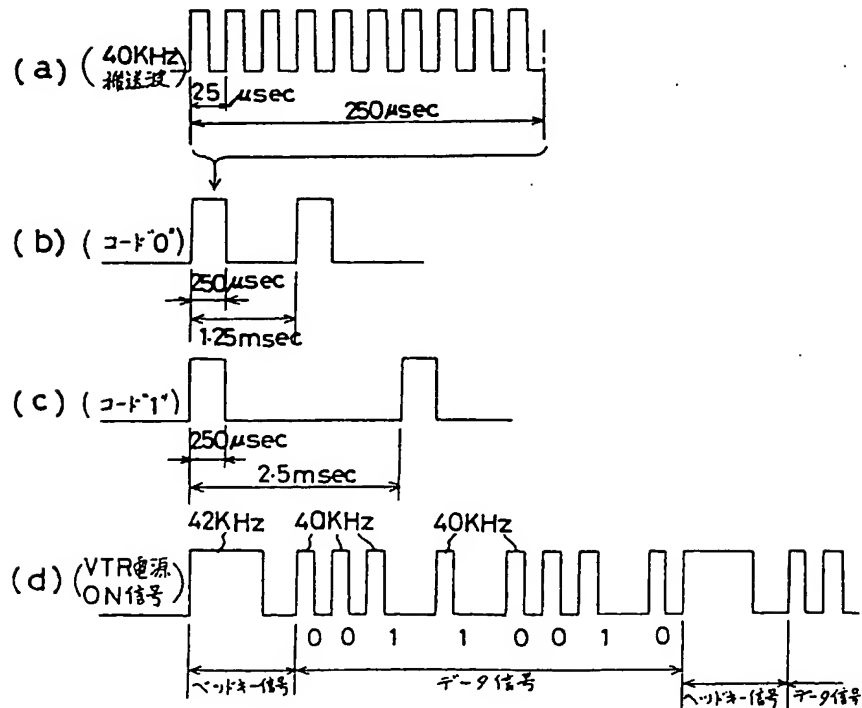 (a) (40KHz
搬送波)
25 μsec
250μsec
(b) (コード"0")
250μsec
1.25msec
(c) (コード"1")
250μsec
2.5msec
42KHz 40KHz 40KHz
(d) (VTR電源
ON信号)
0 0 1 1 0 0 1 0
ヘッドキー信号 データ信号 ヘッドキー信号 データ信号